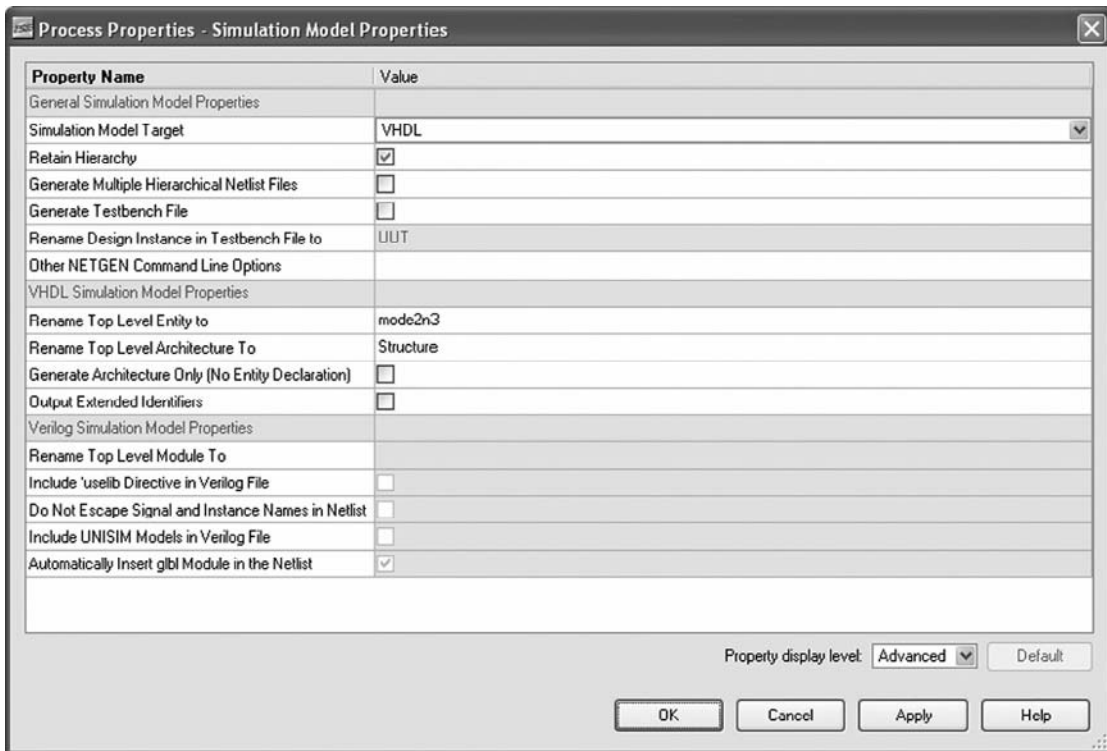 Process Properties - Simulation Model Properties
Property Name Value
General Simulation Model Properties
Simulation Model Target VHDL
Retain Hierarchy
Generate Multiple Hierarchical Netlist Files
Generate Testbench File
Rename Design Instance in Testbench File to UUT
Other NETGEN Command Line Options
VHDL Simulation Model Properties
Rename Top Level Entity to mode2n3
Rename Top Level Architecture To Structure
Generate Architecture Only (No Entity Declaration)
Output Extended Identifiers
Verilog Simulation Model Properties
Rename Top Level Module To
Include 'uselib Directive in Verilog File
Do Not Escape Signal and Instance Names in Netlist
Include UNISIM Models in Verilog File
Automatically Insert glbl Module in the Netlist
Property display level: Advanced Default
OK Cancel Apply Help